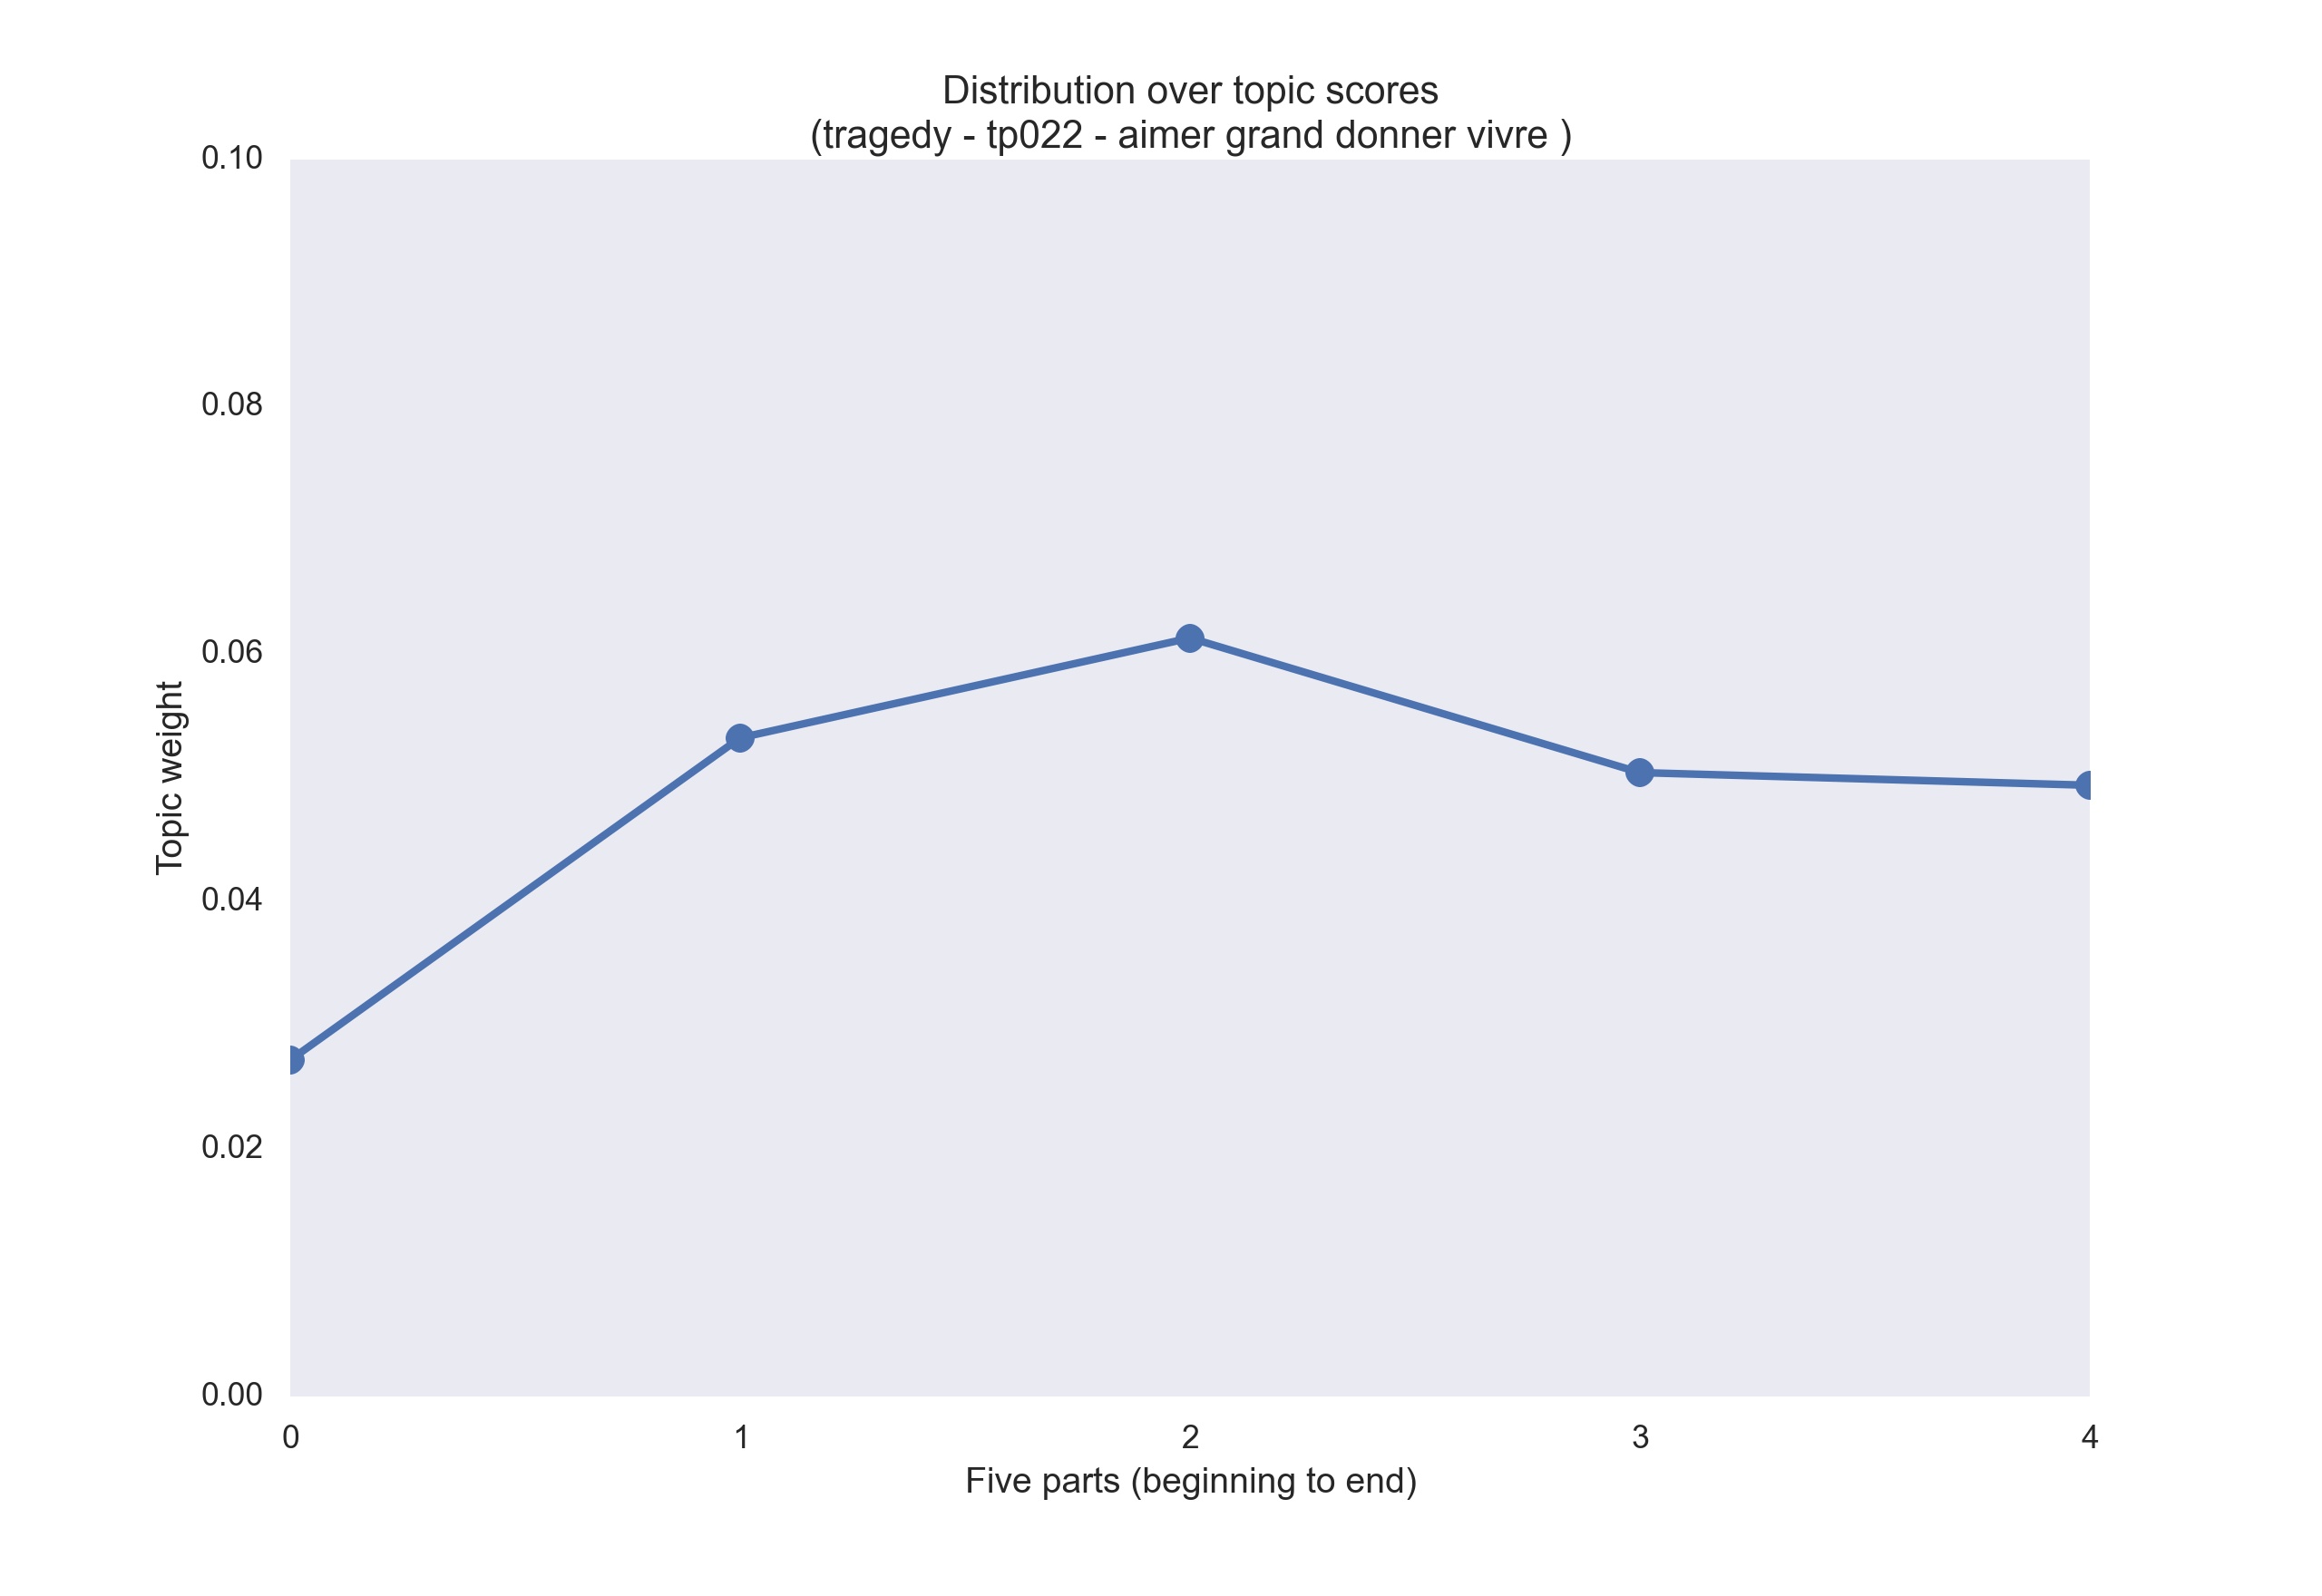 Distribution over topic scores
(tragedy - tp022 - aimer grand donner vivre )
0.10
0.08
0.06
0.04
0.02
0.00
Topic weight
0 1 2 3 4
Five parts (beginning to end)